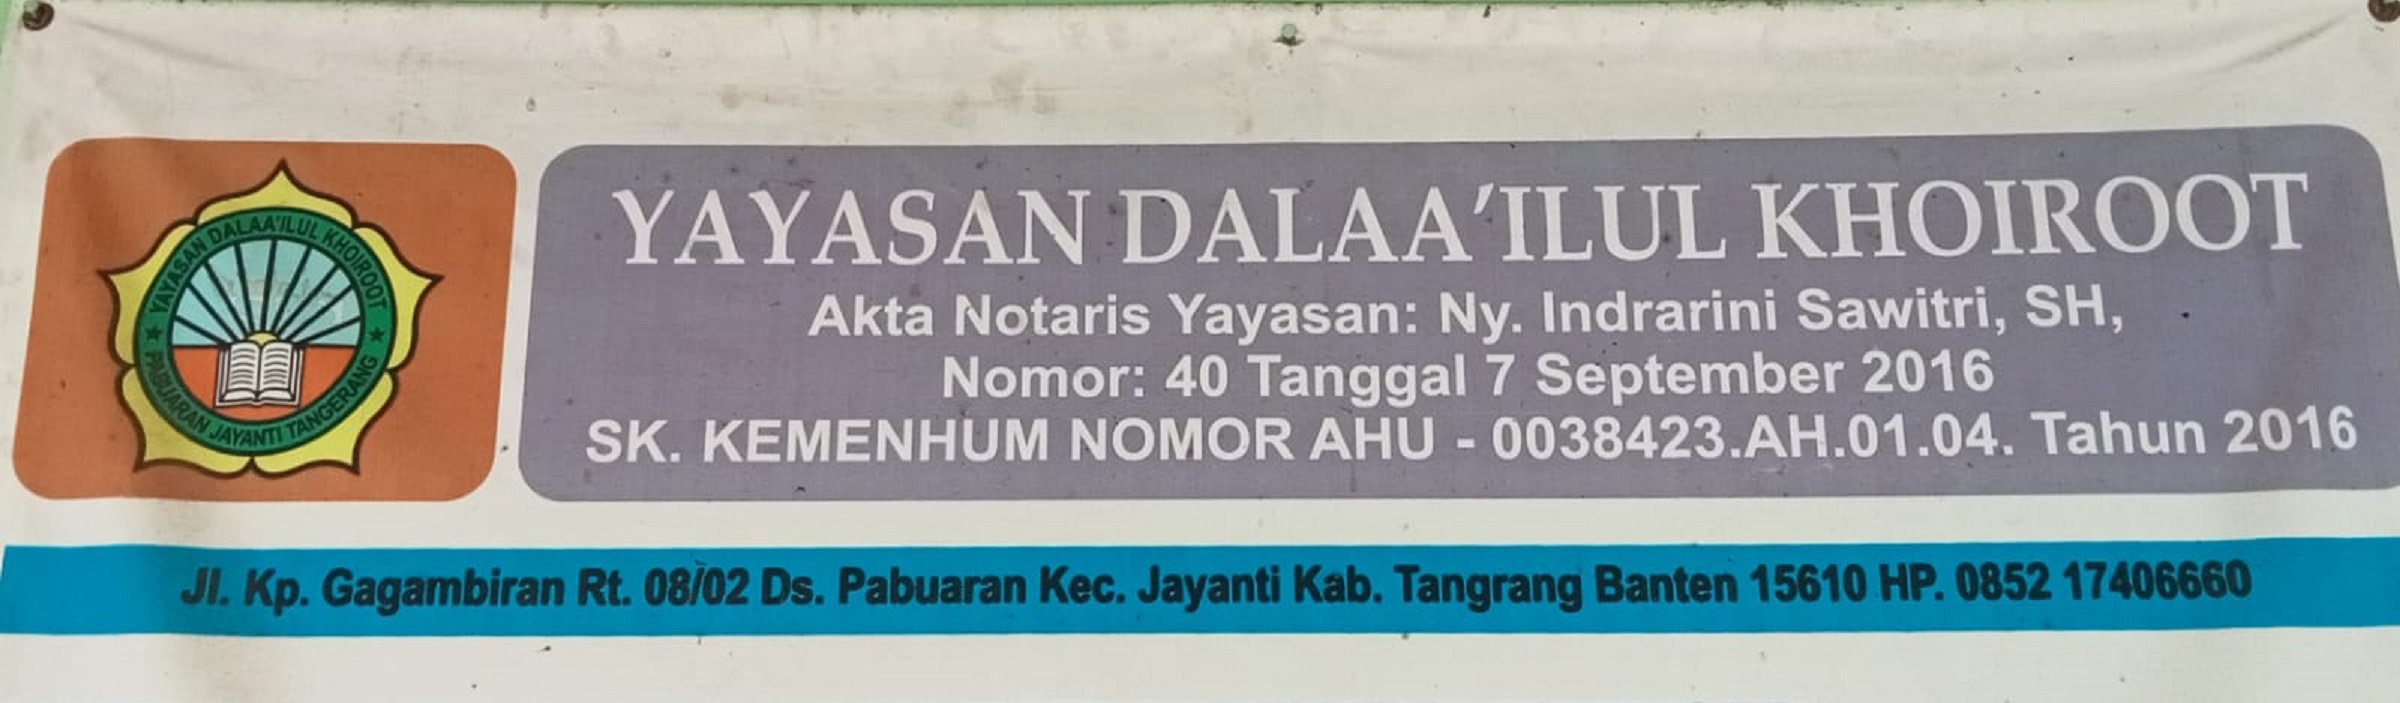 YAYASAN DALAA'ILUL KHOIROOT
PABUARAN JAYANTI TANGERANG
YAYASAN DALAA'ILUL KHOIROOT
Akta Notaris Yayasan: Ny. Indrarini Sawitri, SH,
Nomor: 40 Tanggal 7 September 2016
SK. KEMENHUM NOMOR AHU - 0038423.AH.01.04. Tahun 2016
Jl. Kp. Gagambiran Rt. 08/02 Ds. Pabuaran Kec. Jayanti Kab. Tangrang Banten 15610 HP. 0852 17406660